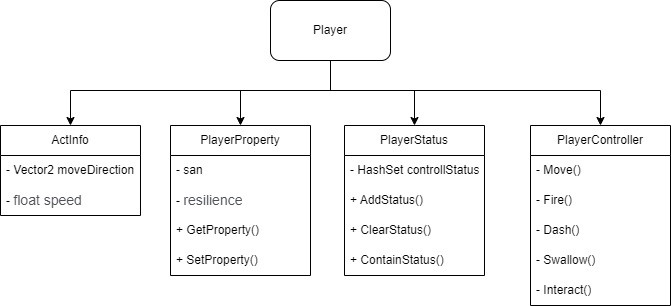 Player
ActInfo
- Vector2 moveDirection
- float speed
PlayerProperty
- san
- resilience
+ GetProperty()
+ SetProperty()
PlayerStatus
- HashSet controllStatus
+ AddStatus()
+ ClearStatus()
+ ContainStatus()
PlayerController
- Move()
- Fire()
- Dash()
- Swallow()
- Interact()